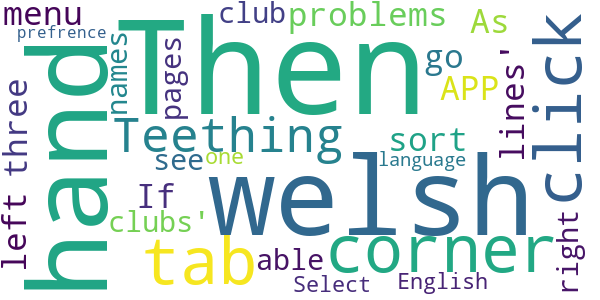 menu
prefrence
hand
names
Then
pages
club
problems
As
go
APP
click
three
left
Teething
see
one
sort
lines'
language
If
clubs'
welsh
tab
able
corner
right
Select
English